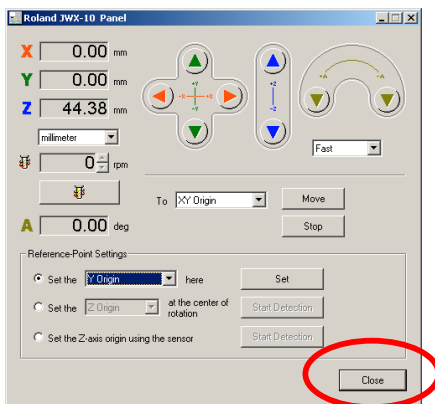 Roland JWX-10 Panel
X 0.00 mm
Y 0.00 mm
Z 44.38 mm
millimeter
0 rpm
A 0.00 deg
+Y
-X +X
-Y
+Z
-Z
+A -A
Fast
To XY Origin Move
Stop
Reference-Point Settings
Set the Y Origin here Set
Set the Z Origin at the center of rotation Start Detection
Set the Z-axis origin using the sensor Start Detection
Close